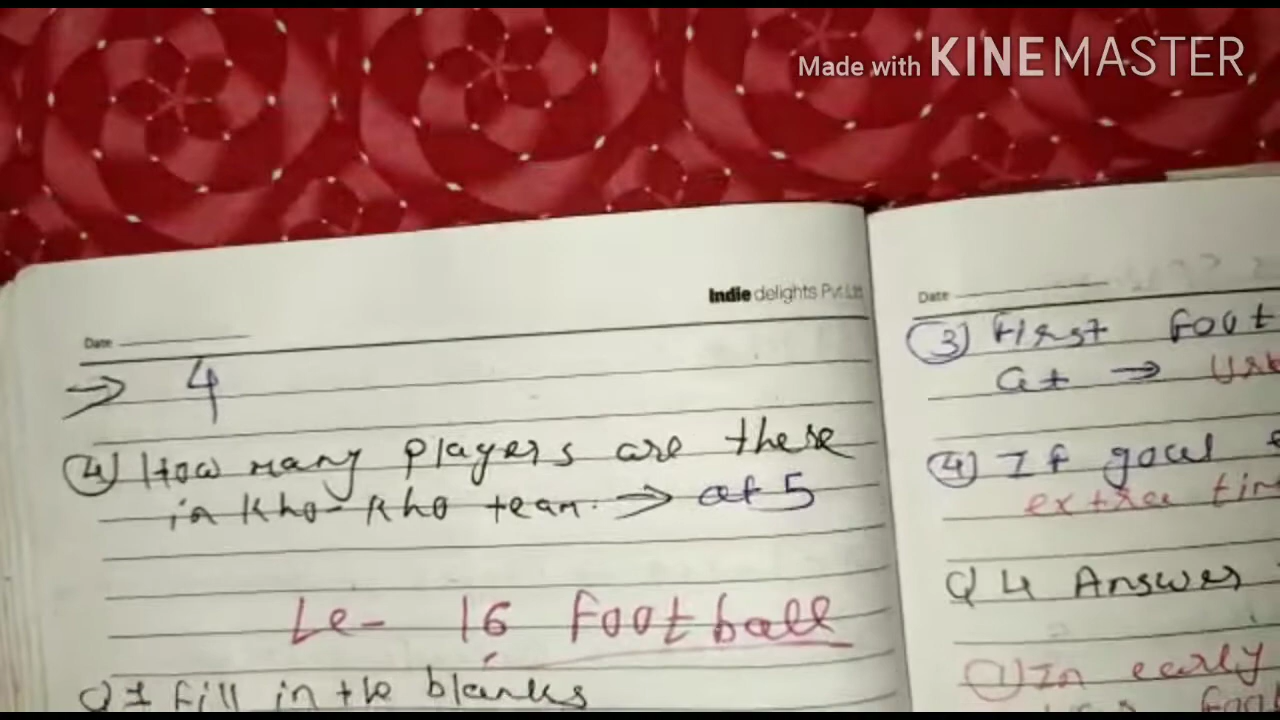 Made with KINEMASTER
Indie delights Pvt. Ltd
Date
→ 4
(4) How many players are there
in Kho-Kho team. → at 5
Le- 16 Football
Q1 fill in the blanks
Date
(3) First Foot
at →
(4) If goal
extra tim
Q4 Answer
(1) In early